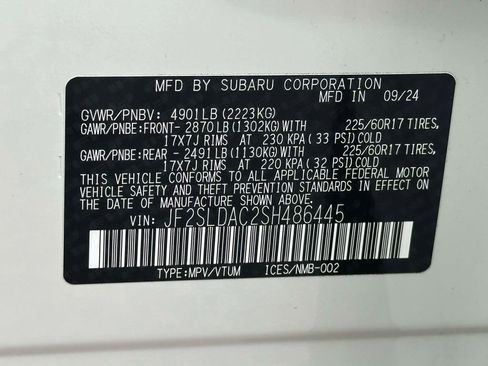 MFD BY SUBARU CORPORATION
MFD IN 09/24
GVWR/PNBV: 4901LB(2223KG)
GAWR/PNBE:FRONT- 2870LB(1302KG)WITH 225/60R17 TIRES,
17X7J RIMS AT 230 KPA (33 PSI)COLD
GAWR/PNBE:REAR - 2491LB(1130KG)WITH 225/60R17 TIRES,
17X7J RIMS AT 220 KPA (32 PSI)COLD
THIS VEHICLE CONFORMS TO ALL APPLICABLE FEDERAL MOTOR
VEHICLE SAFETY AND THEFT PREVENTION STANDARDS IN EFFECT
ON THE DATE OF MANUFACTURE SHOWN ABOVE.
VIN: JF2SLDAC2SH486445
TYPE:MPV/VTUM ICES/NMB-002